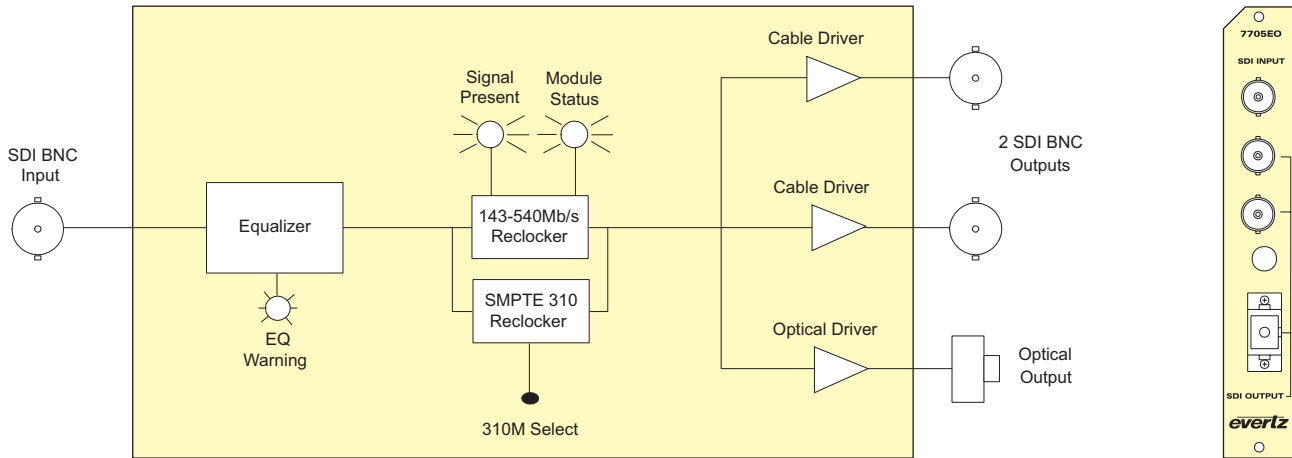 SDI BNC
Input
Equalizer
EQ
Warning
Signal
Present
Module
Status
143-540Mb/s
Reclocker
SMPTE 310
Reclocker
310M Select
Cable Driver
Cable Driver
Optical Driver
2 SDI BNC
Outputs
Optical
Output
7705EO
SDI INPUT
SDI OUTPUT
evertz